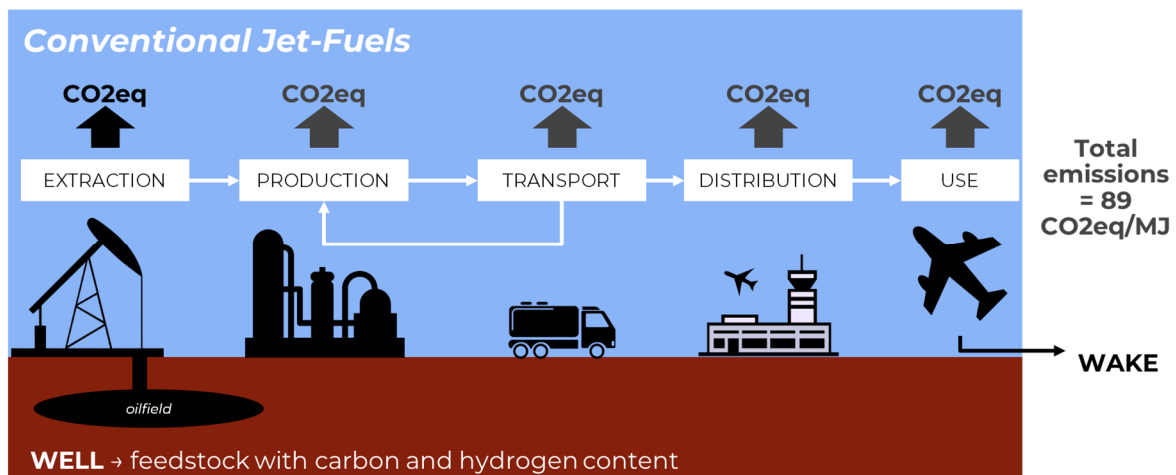 Conventional Jet-Fuels
CO2eq CO2eq CO2eq CO2eq CO2eq
EXTRACTION PRODUCTION TRANSPORT DISTRIBUTION USE
Total
emissions
= 89
CO2eq/MJ
WAKE
oilfield
WELL → feedstock with carbon and hydrogen content